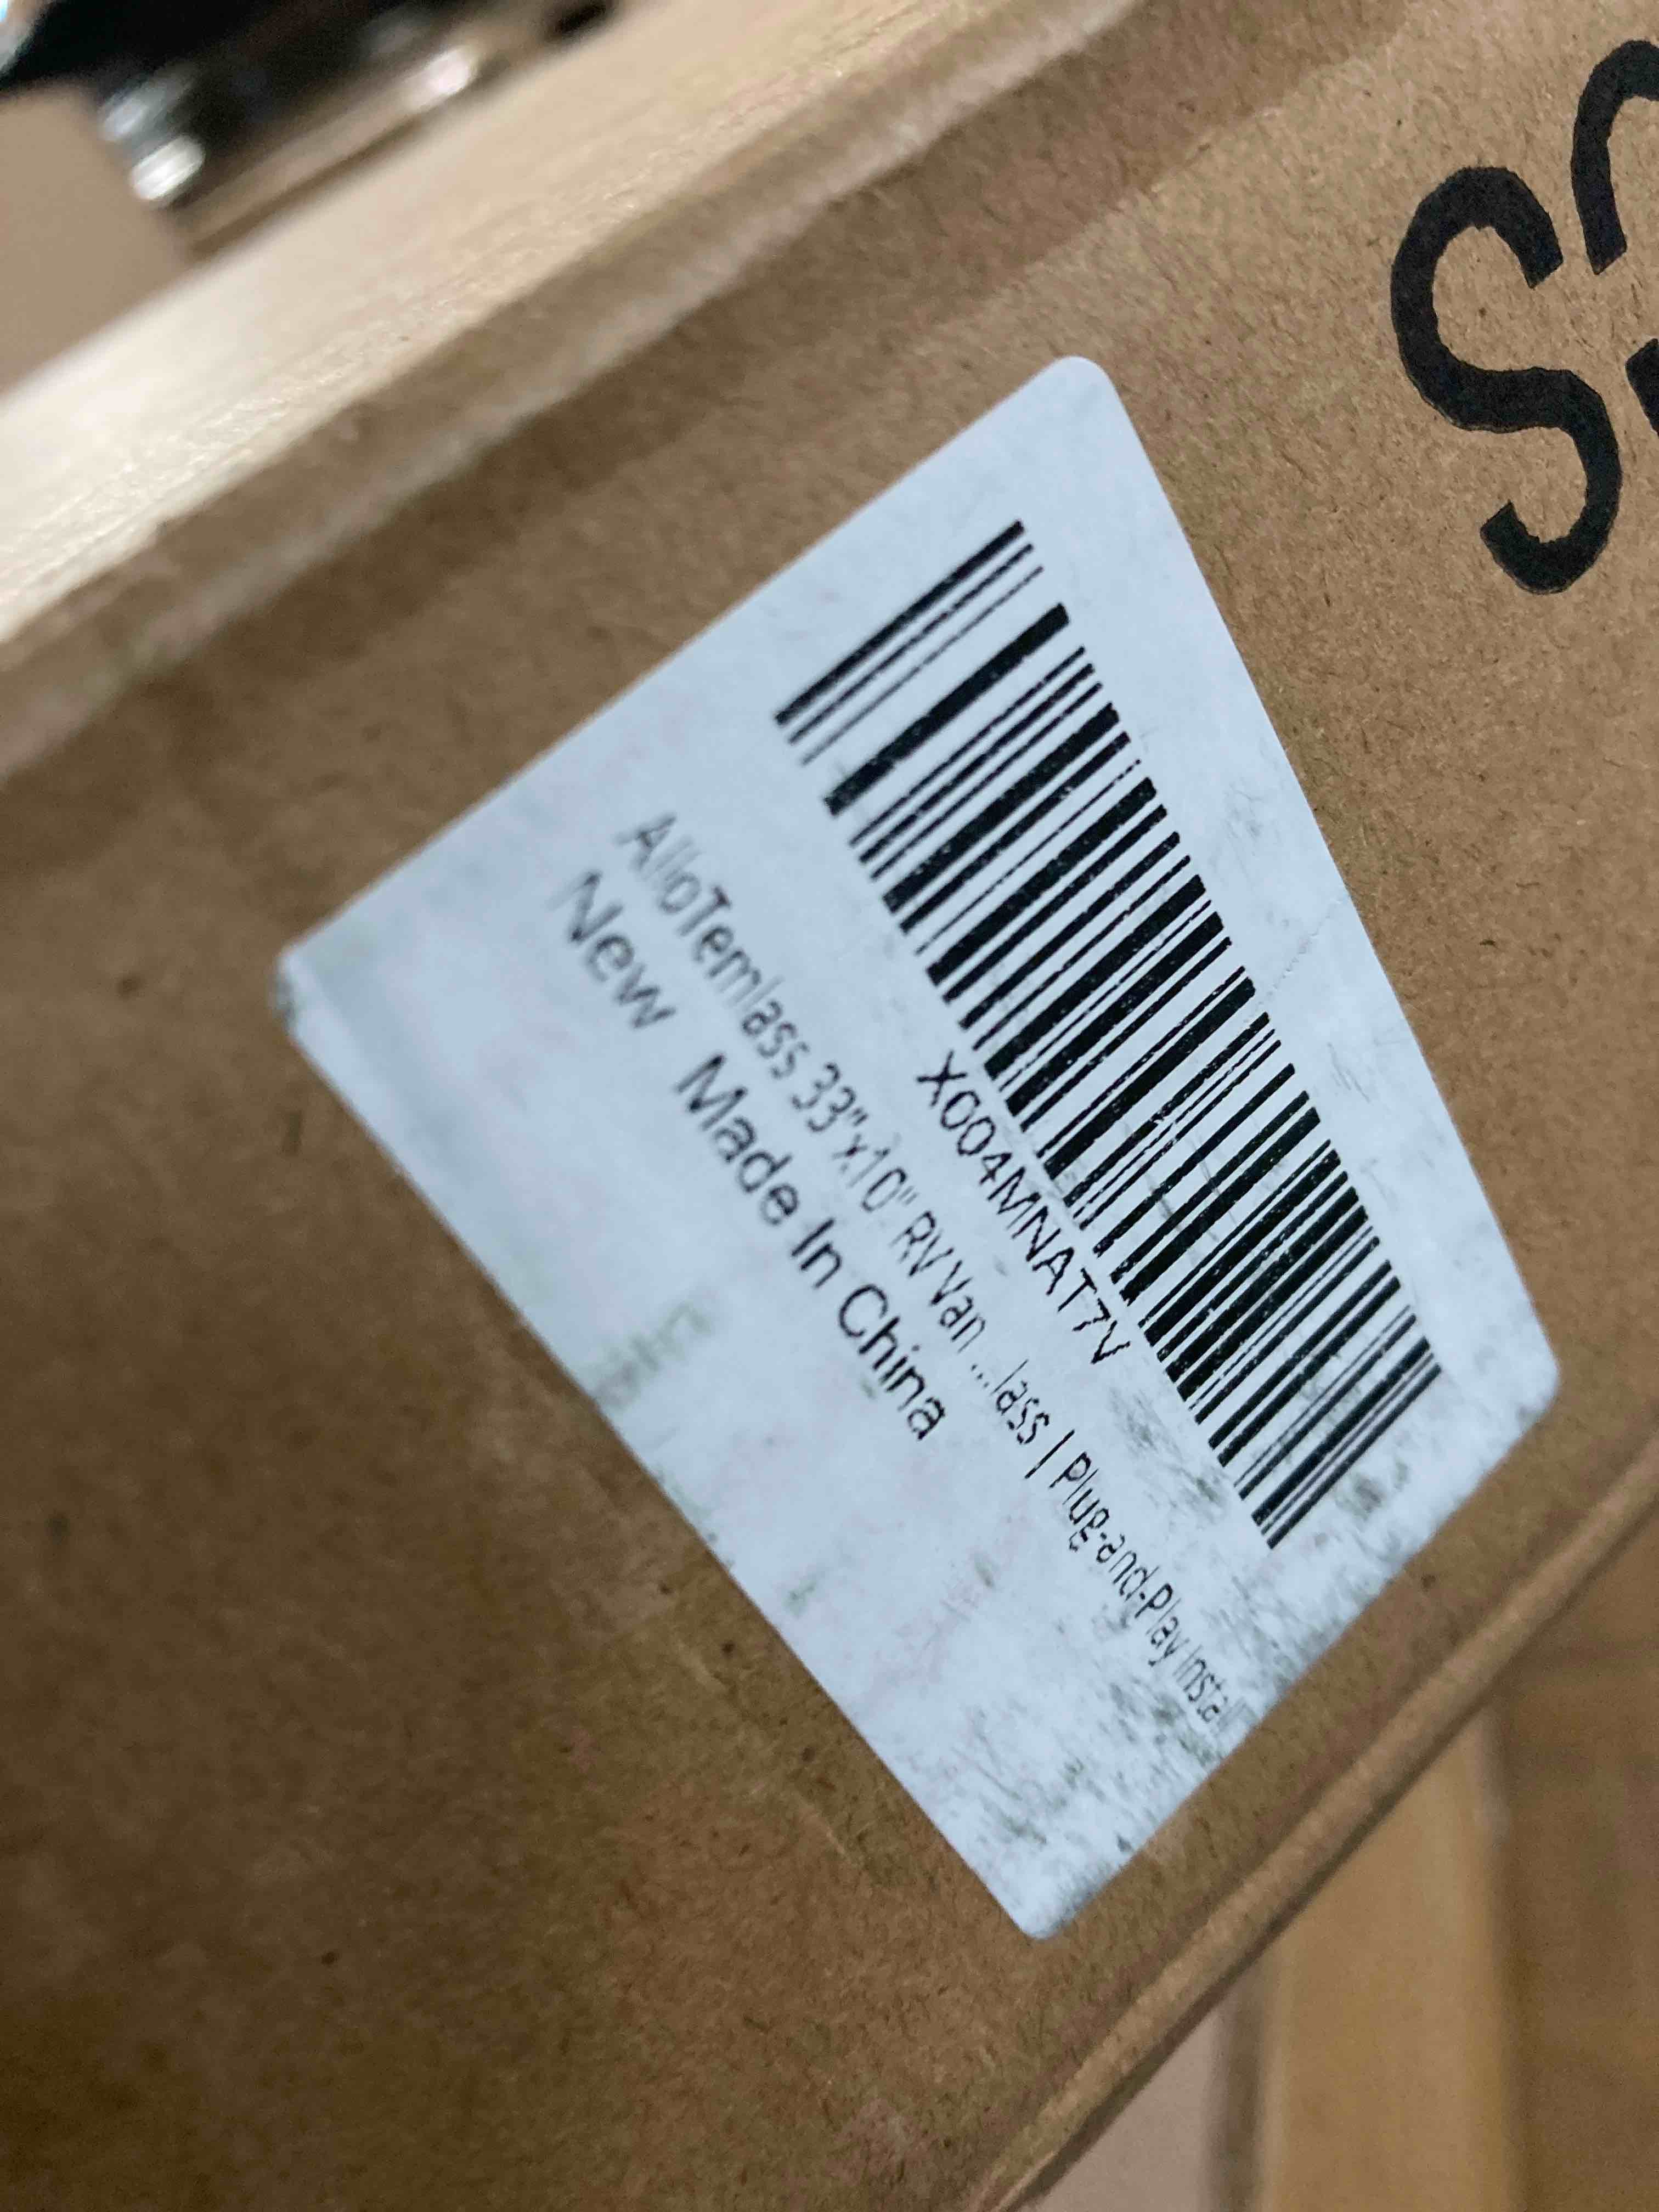 X004MNAT7V
AlloTemlass 33"x10" RV Van ...lass | Plug-and-Play Install
New Made In China